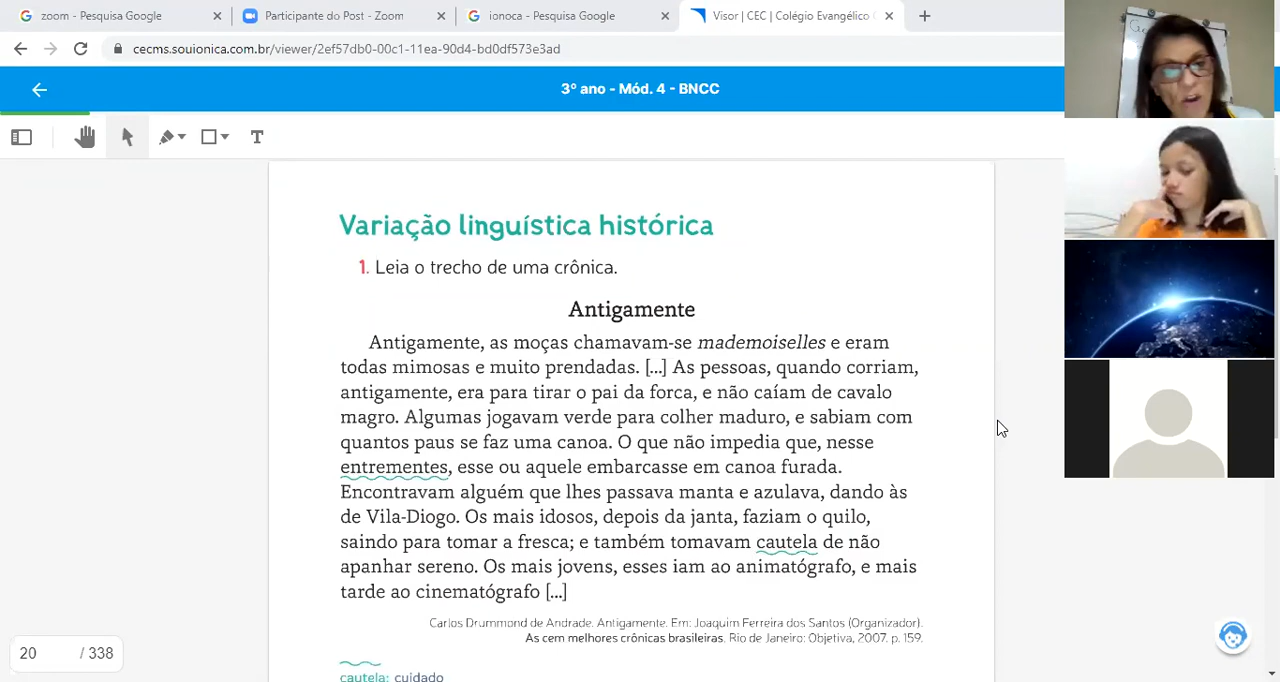 zoom - Pesquisa Google
Participante do Post - Zoom
ionoca - Pesquisa Google
Visor | CEC | Colégio Evangélico
cecms.souionica.com.br/viewer/2ef57db0-00c1-11ea-90d4-bd0df573e3ad
3º ano - Mód. 4 - BNCC
T
Variação linguística histórica
1. Leia o trecho de uma crônica.
Antigamente
Antigamente, as moças chamavam-se mademoiselles e eram
todas mimosas e muito prendadas. [...] As pessoas, quando corriam,
antigamente, era para tirar o pai da forca, e não caíam de cavalo
magro. Algumas jogavam verde para colher maduro, e sabiam com
quantos paus se faz uma canoa. O que não impedia que, nesse
entrementes, esse ou aquele embarcasse em canoa furada.
Encontravam alguém que lhes passava manta e azulava, dando às
de Vila-Diogo. Os mais idosos, depois da janta, faziam o quilo,
saindo para tomar a fresca; e também tomavam cautela de não
apanhar sereno. Os mais jovens, esses iam ao animatógrafo, e mais
tarde ao cinematógrafo [...]
Carlos Drummond de Andrade. Antigamente. Em: Joaquim Ferreira dos Santos (Organizador).
As cem melhores crônicas brasileiras. Rio de Janeiro: Objetiva, 2007. p. 159.
cautela: cuidado
20 / 338